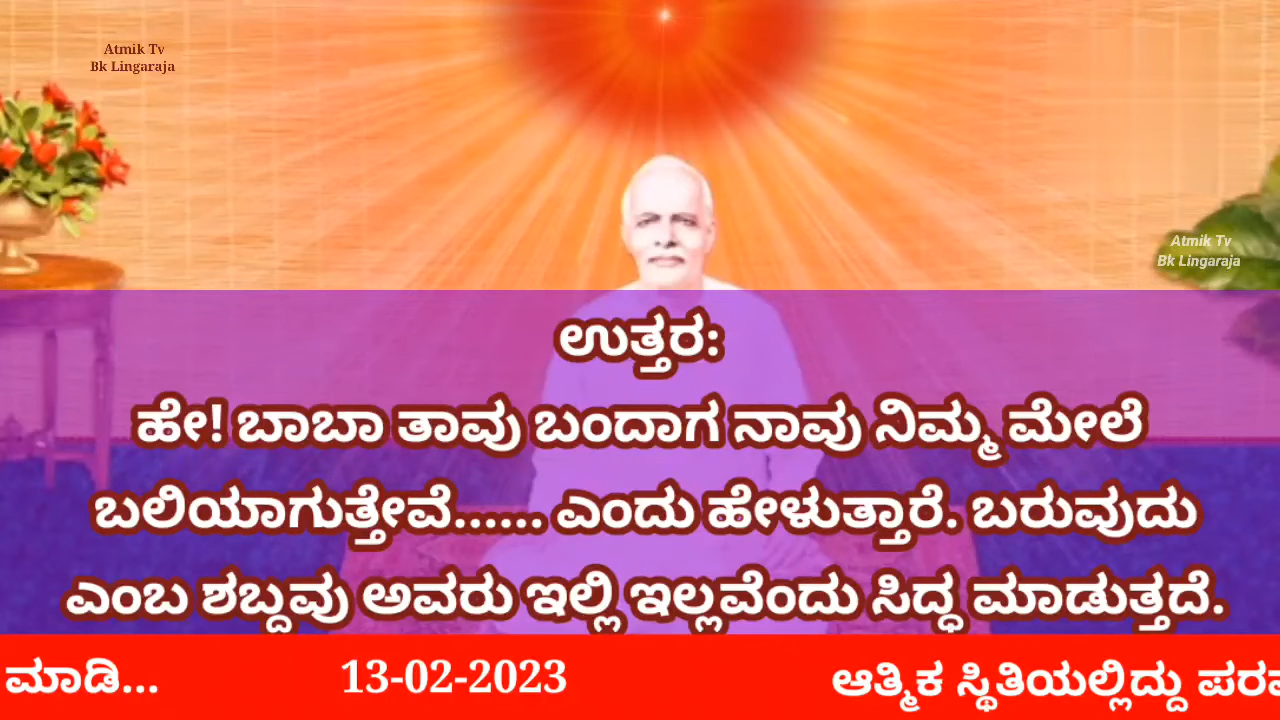 Atmik Tv
Bk Lingaraja
Atmik Tv
Bk Lingaraja
ಉತ್ತರ:
ಹೇ! ಬಾಬಾ ತಾವು ಬಂದಾಗ ನಾವು ನಿಮ್ಮ ಮೇಲೆ
ಬಲಿಯಾಗುತ್ತೇವೆ...... ಎಂದು ಹೇಳುತ್ತಾರೆ. ಬರುವುದು
ಎಂಬ ಶಬ್ದವು ಅವರು ಇಲ್ಲಿ ಇಲ್ಲವೆಂದು ಸಿದ್ಧ ಮಾಡುತ್ತದೆ.
ಮಾಡಿ... 13-02-2023 ಆತ್ಮಿಕ ಸ್ಥಿತಿಯಲ್ಲಿದ್ದು